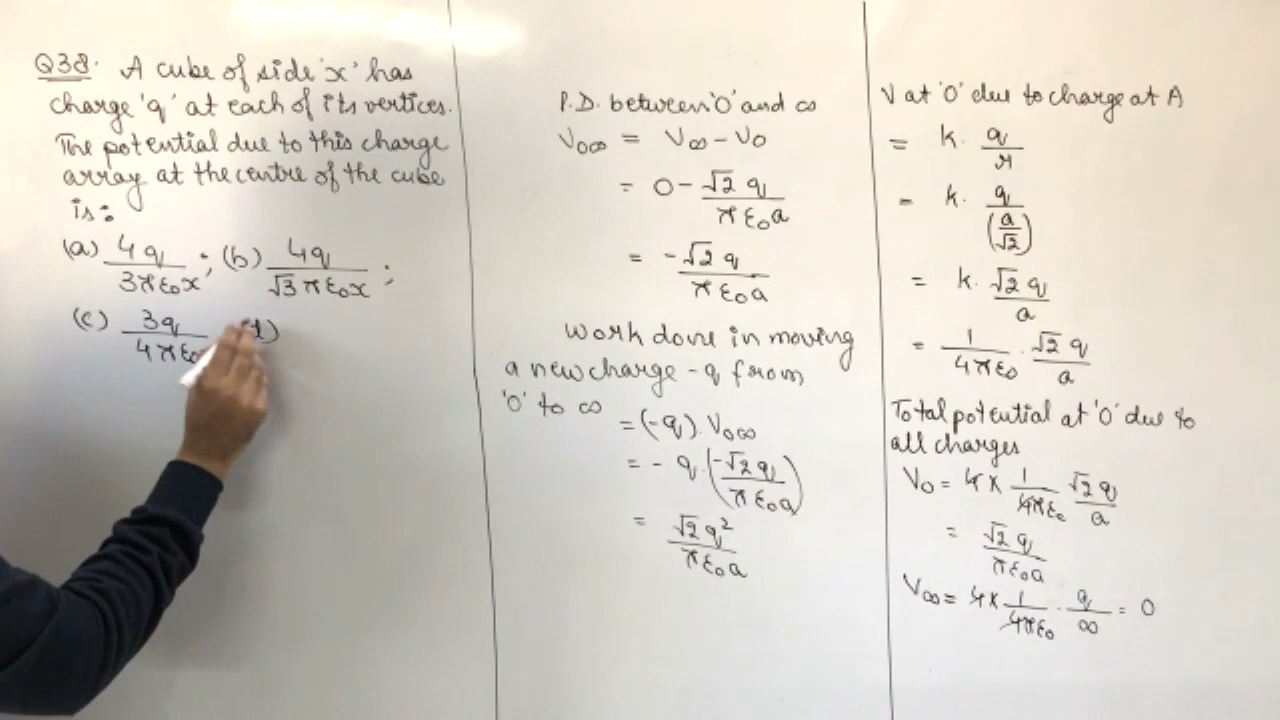 Q38. A cube of side 'x' has
charge 'q' at each of its vertices.
The potential due to this charge
array at the centre of the cube
is:
(a) 4q / 3πε₀x ; (b) 4q / √3πε₀x ;
(c) 3q / 4πε₀
P.D. between 'O' and ∞
V₀∞ = V∞ - V₀
= 0 - √2 q / πε₀a
= -√2 q / πε₀a
Work done in moving
a new charge -q from
'O' to ∞
= (-q). V₀∞
= - q . (-√2 q / πε₀a)
= √2 q² / πε₀a
V at 'O' due to charge at A
= k. q / r
= k. q / (a/√2)
= k. √2 q / a
= 1 / 4πε₀ . √2 q / a
Total potential at 'O' due to
all charges
V₀ = 4 × 1 / 4πε₀ √2 q / a
= √2 q / πε₀a
V∞ = 4 × 1 / 4πε₀ . q / ∞ = 0